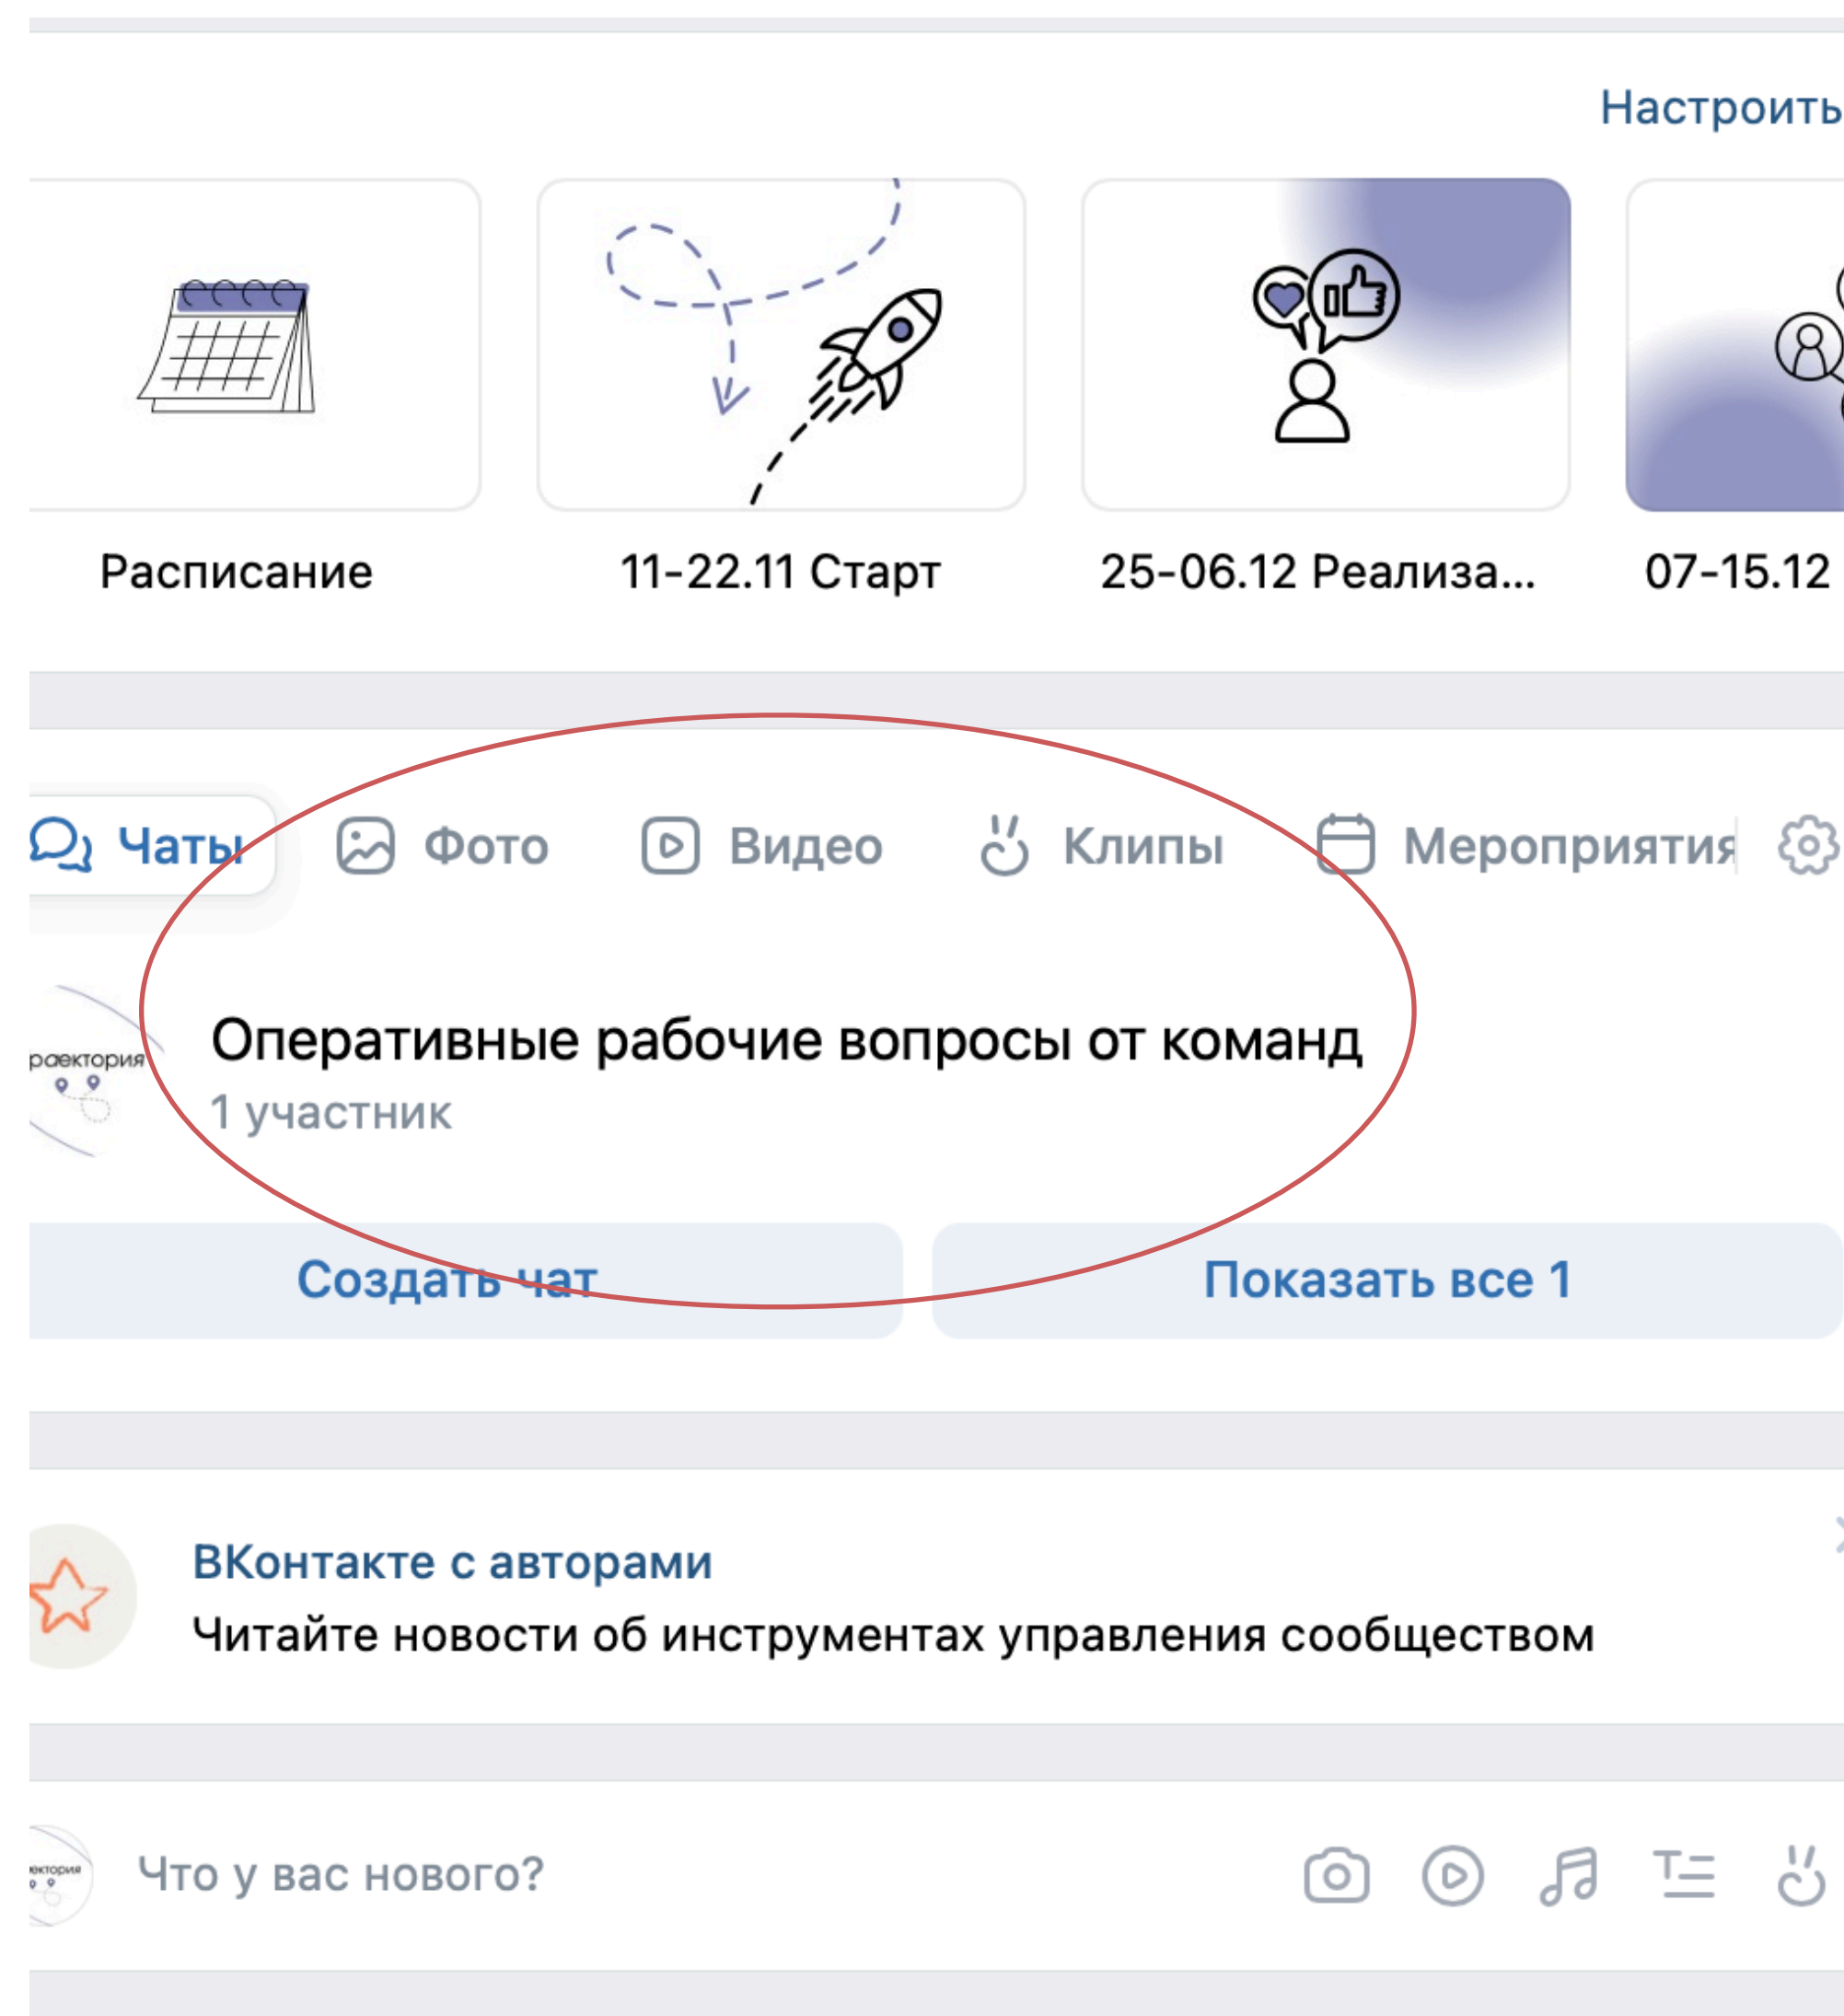 Настроить
Расписание
11-22.11 Старт
25-06.12 Реализа...
07-15.12
Чаты
Фото
Видео
Клипы
Мероприятия
раектория
Оперативные рабочие вопросы от команд
1 участник
Создать чат
Показать все 1
ВКонтакте с авторами
Читайте новости об инструментах управления сообществом
ектория
Что у вас нового?